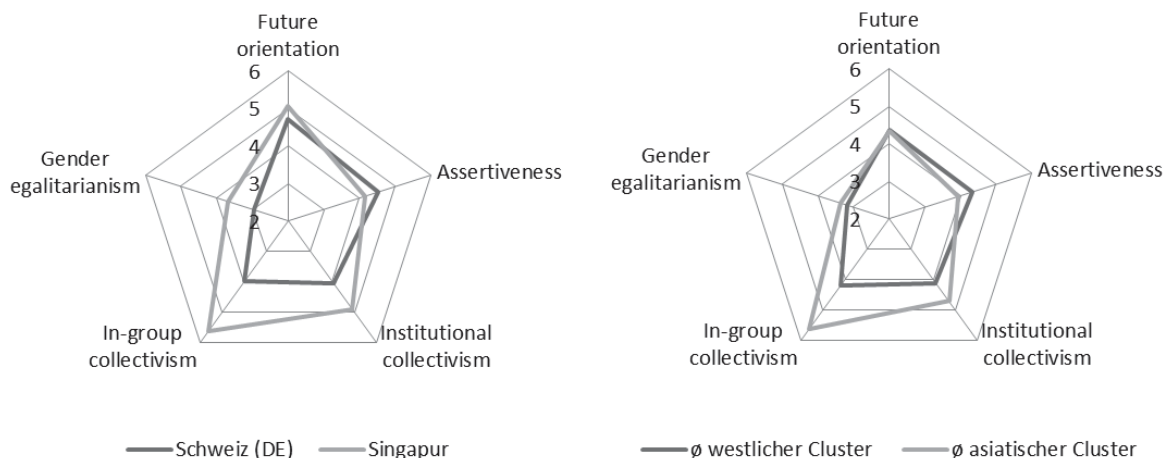 Future
orientation
6
5
4
3
2
Gender
egalitarianism
Assertiveness
In-group
collectivism
Institutional
collectivism
Schweiz (DE)
Singapur
Future
orientation
6
5
4
3
2
Gender
egalitarianism
Assertiveness
In-group
collectivism
Institutional
collectivism
ø westlicher Cluster
ø asiatischer Cluster